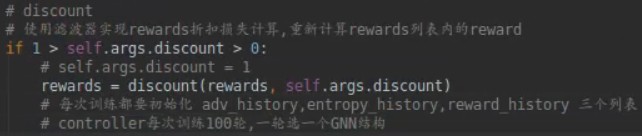 # discount
# 使用滤波器实现rewards折扣损失计算,重新计算rewards列表内的reward
if 1 > self.args.discount > 0:
# self.args.discount = 1
rewards = discount(rewards, self.args.discount)
# 每次训练都要初始化 adv_history,entropy_history,reward_history 三个列表
# controller每次训练100轮,一轮选一个GNN结构